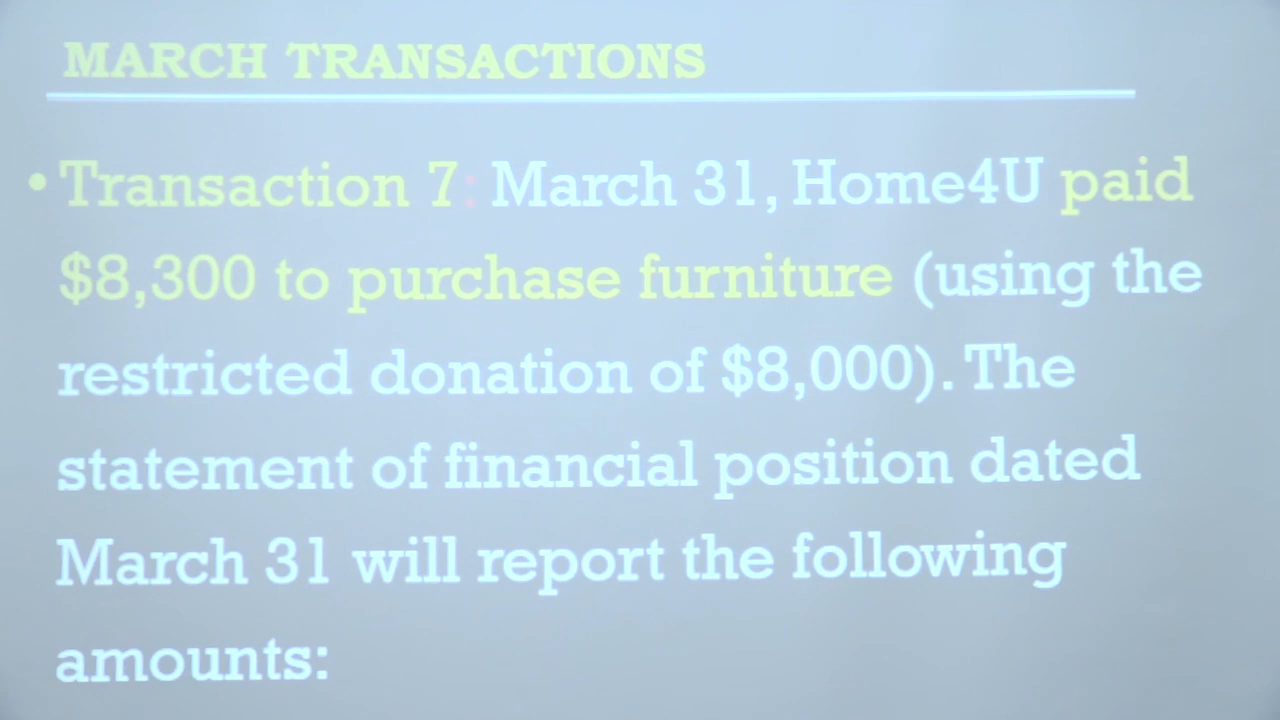 MARCH TRANSACTIONS
• Transaction 7: March 31, Home4U paid
$8,300 to purchase furniture (using the
restricted donation of $8,000). The
statement of financial position dated
March 31 will report the following
amounts: